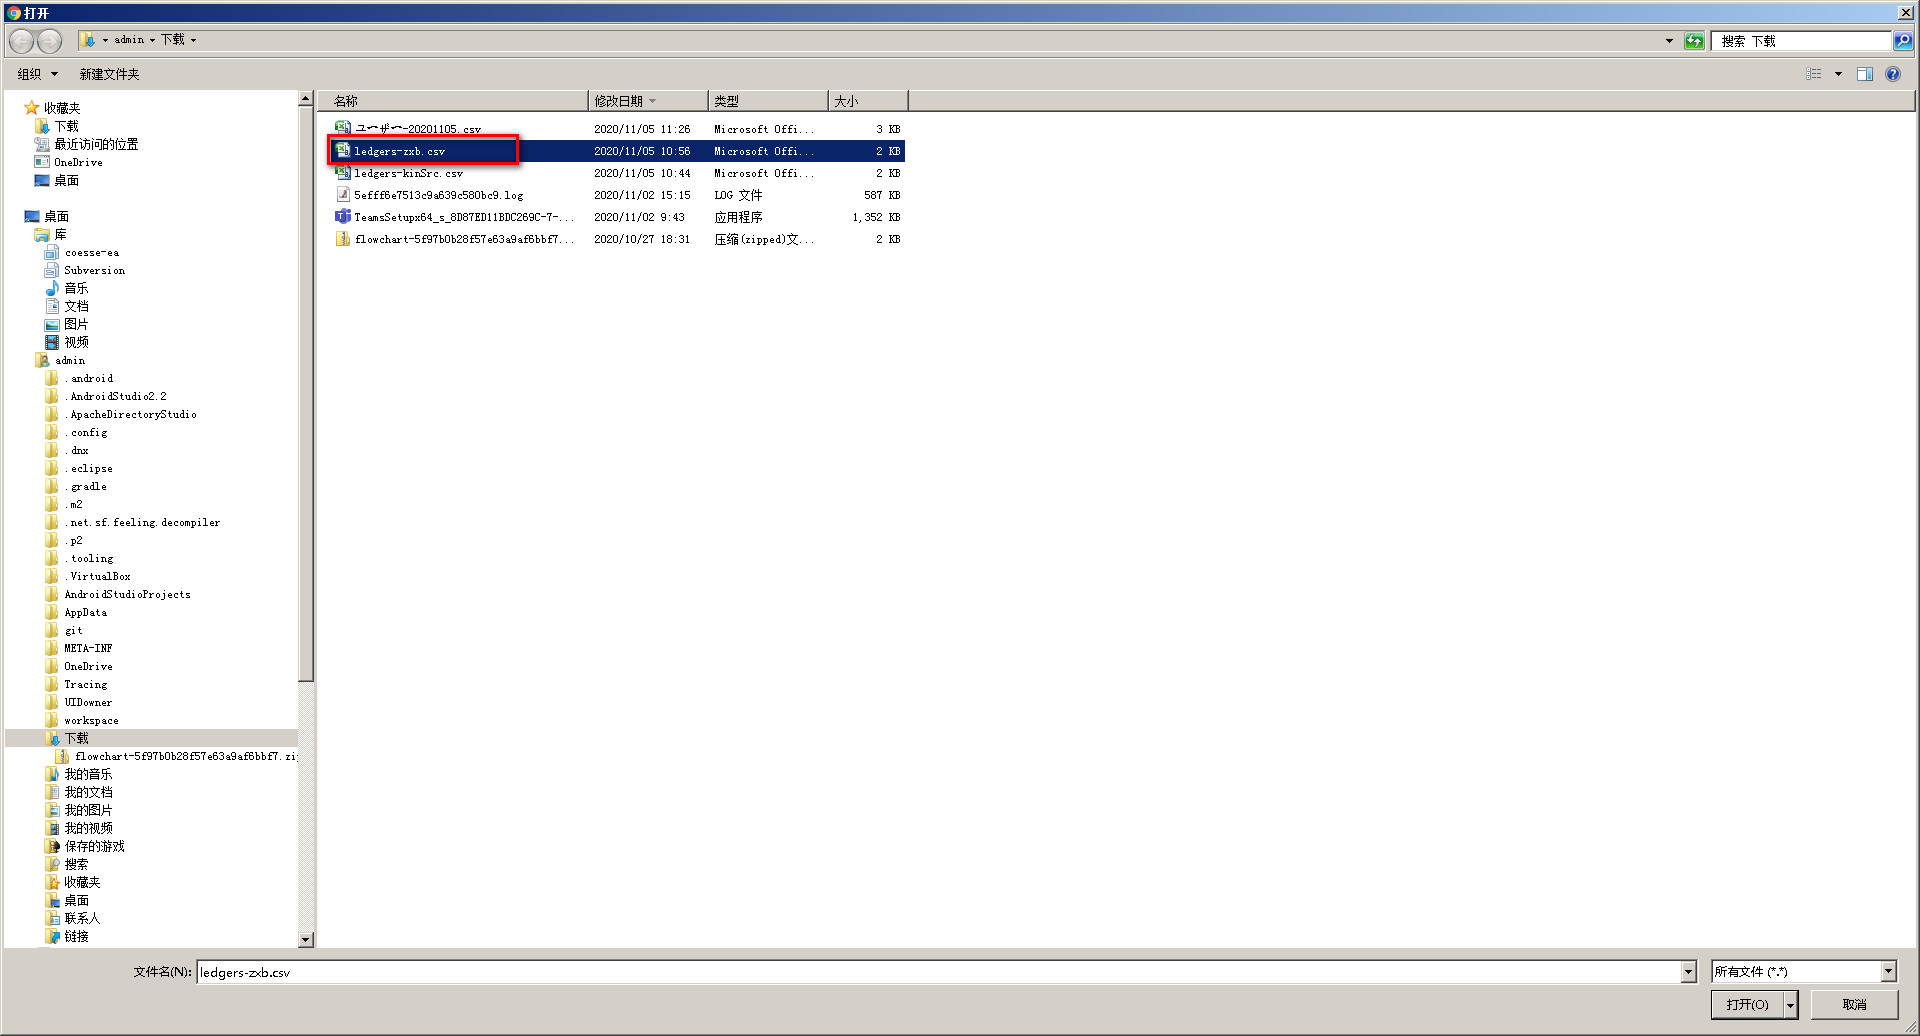 打开
admin
下载
搜索 下载
组织
新建文件夹
收藏夹
下载
最近访问的位置
OneDrive
桌面
桌面
库
coesse-ea
Subversion
音乐
文档
图片
视频
admin
.android
.AndroidStudio2.2
.ApacheDirectoryStudio
.config
.dnx
.eclipse
.gradle
.m2
.net.sf.feeling.decompiler
.p2
.tooling
.VirtualBox
AndroidStudioProjects
AppData
git
META-INF
OneDrive
Tracing
UIDowner
workspace
下载
flowchart-5f97b0b28f57e63a9af6bbf7.zi
我的音乐
我的文档
我的图片
我的视频
保存的游戏
搜索
收藏夹
桌面
联系人
链接
名称 修改日期 类型 大小
ユーザー-20201105.csv 2020/11/05 11:26 Microsoft Offi... 3 KB
ledgers-zxb.csv 2020/11/05 10:56 Microsoft Offi... 2 KB
ledgers-kinSrc.csv 2020/11/05 10:44 Microsoft Offi... 2 KB
5efff6e7513c9a639c580bc9.log 2020/11/02 15:15 LOG 文件 587 KB
TeamsSetupx64_s_8D87ED11BDC269C-7-... 2020/11/02 9:43 应用程序 1,352 KB
flowchart-5f97b0b28f57e63a9af6bbf7... 2020/10/27 18:31 压缩(zipped)文... 2 KB
文件名(N): ledgers-zxb.csv
所有文件 (*.*)
打开(O)
取消